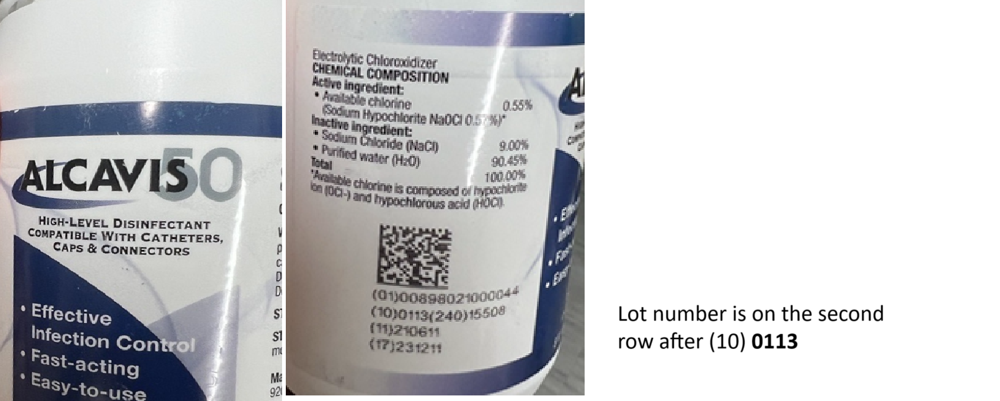 ALCAVIS50
HIGH-LEVEL DISINFECTANT
COMPATIBLE WITH CATHETERS,
CAPS & CONNECTORS
• Effective
Infection Control
• Fast-acting
• Easy-to-use
Electrolytic Chloroxidizer
CHEMICAL COMPOSITION
Active ingredient:
• Available chlorine 0.55%
(Sodium Hypochlorite NaOCl
Inactive ingredient:
• Sodium Chloride (NaCl) 9.00%
• Purified water (H₂O) 90.45%
Total 100.00%
*Available chlorine is composed of hypochlorite
ion (OCl-) and hypochlorous acid (HOCl).
(01)00898021000044
(10)0113(240)15508
(11)210611
(17)231211
Lot number is on the second
row after (10) 0113